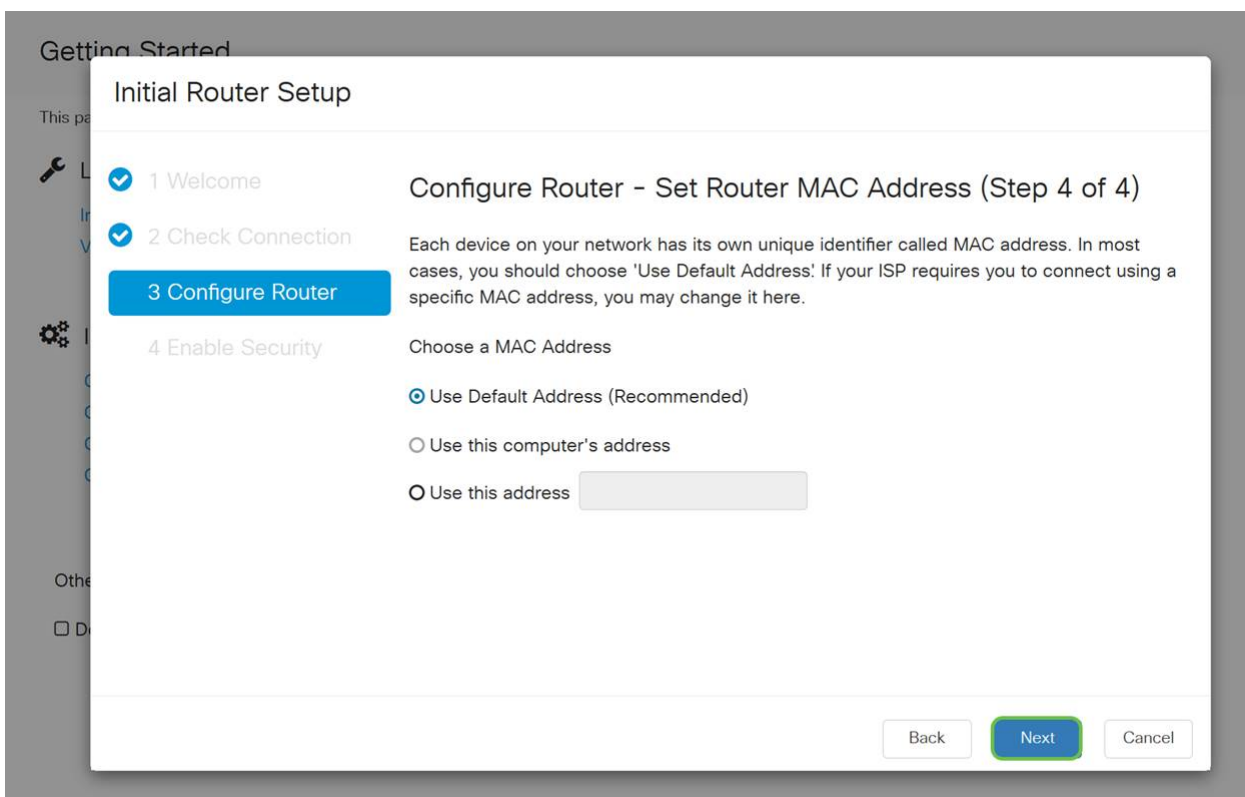 Getting Started
Initial Router Setup
This pa
1 Welcome
2 Check Connection
3 Configure Router
4 Enable Security
Configure Router - Set Router MAC Address (Step 4 of 4)
Each device on your network has its own unique identifier called MAC address. In most
cases, you should choose 'Use Default Address.' If your ISP requires you to connect using a
specific MAC address, you may change it here.
Choose a MAC Address
Use Default Address (Recommended)
Use this computer's address
Use this address
Othe
Back
Next
Cancel